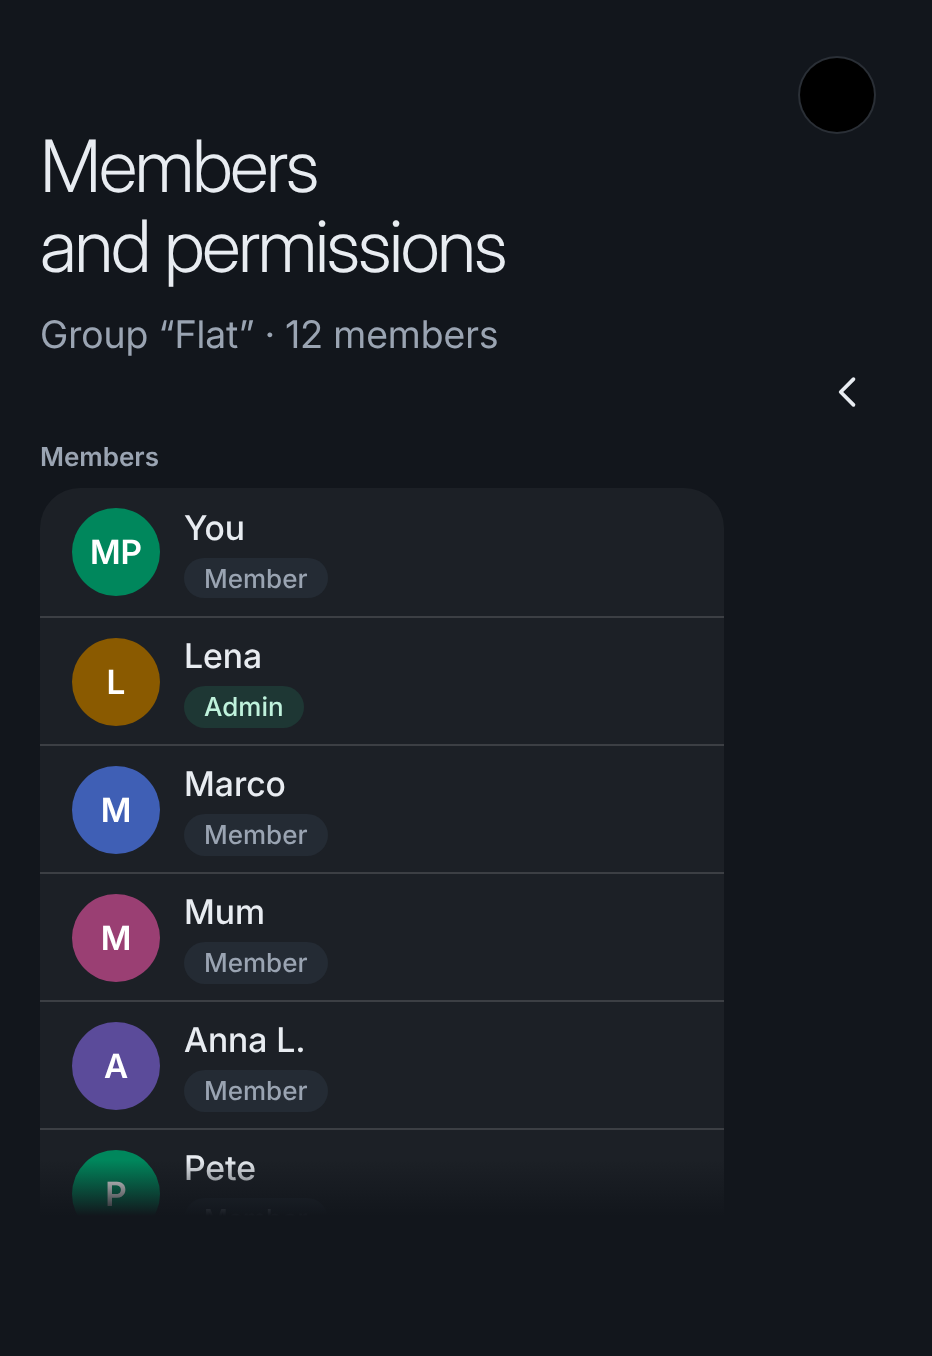 Members
and permissions
Group “Flat” · 12 members
Members
MP
You
Member
L
Lena
Admin
M
Marco
Member
M
Mum
Member
A
Anna L.
Member
P
Pete